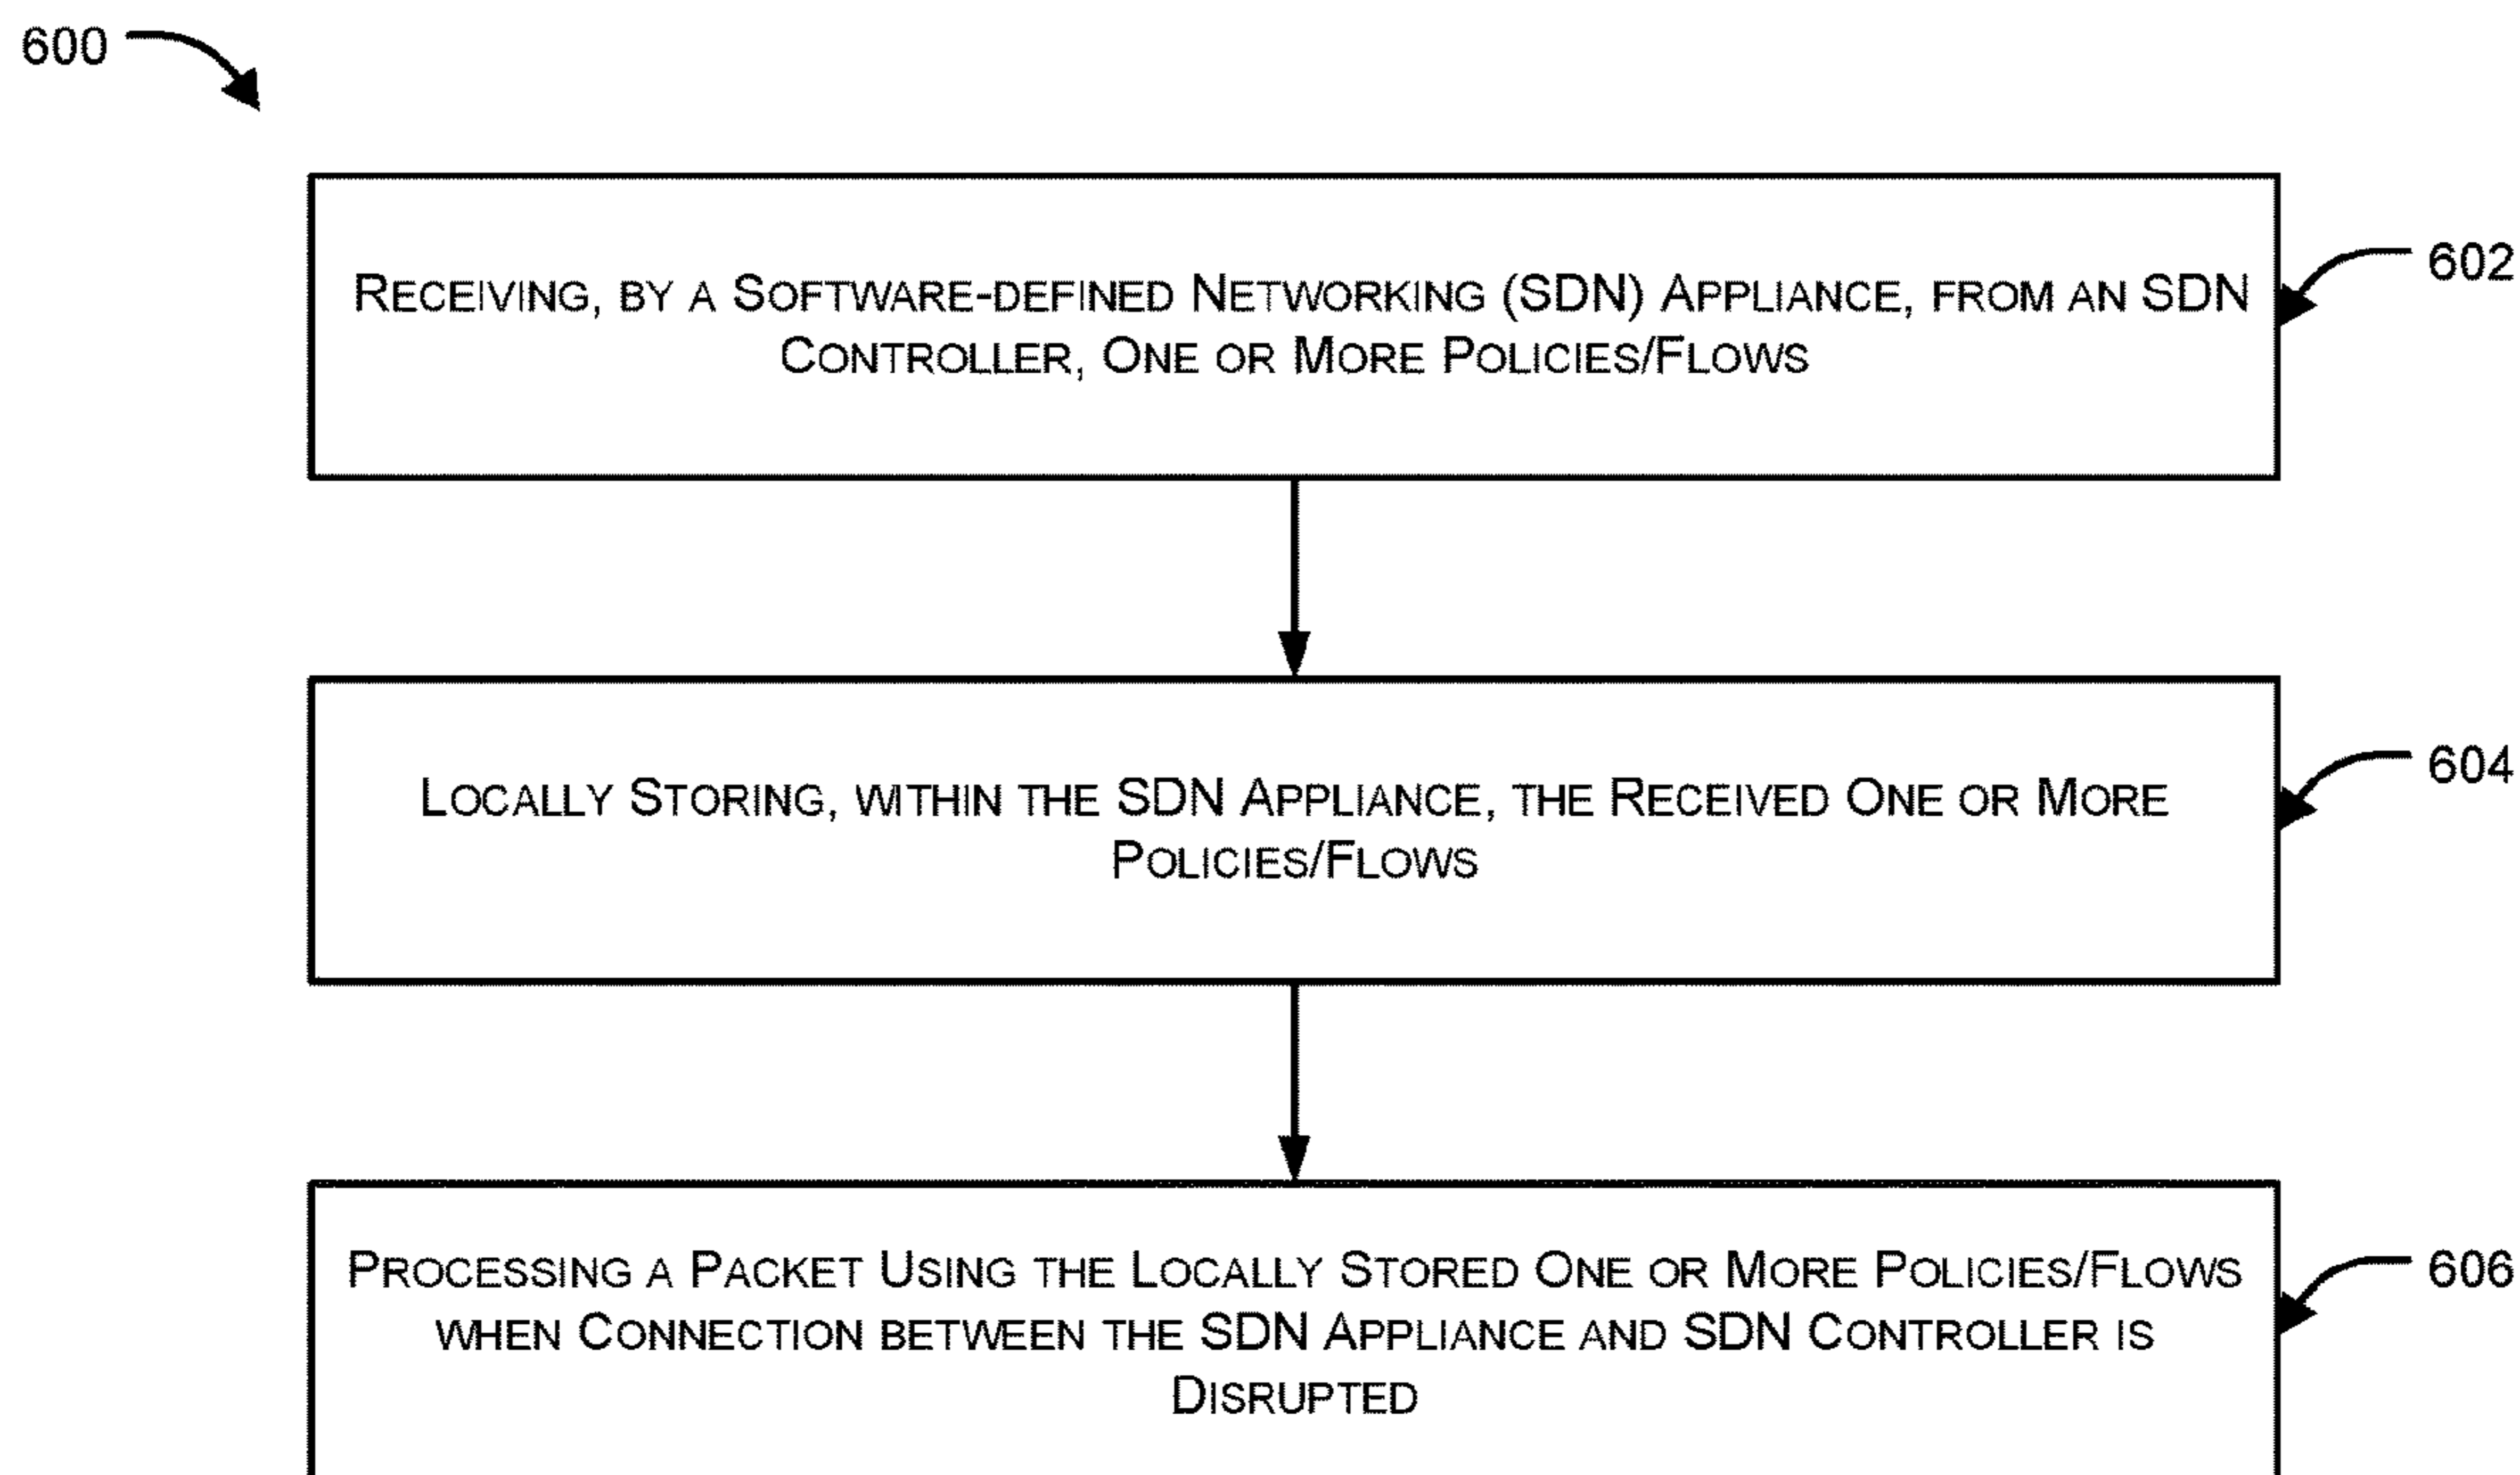 600
RECEIVING, BY A SOFTWARE-DEFINED NETWORKING (SDN) APPLIANCE, FROM AN SDN
CONTROLLER, ONE OR MORE POLICIES/FLOWS
602
LOCALLY STORING, WITHIN THE SDN APPLIANCE, THE RECEIVED ONE OR MORE
POLICIES/FLOWS
604
PROCESSING A PACKET USING THE LOCALLY STORED ONE OR MORE POLICIES/FLOWS
WHEN CONNECTION BETWEEN THE SDN APPLIANCE AND SDN CONTROLLER IS
DISRUPTED
606